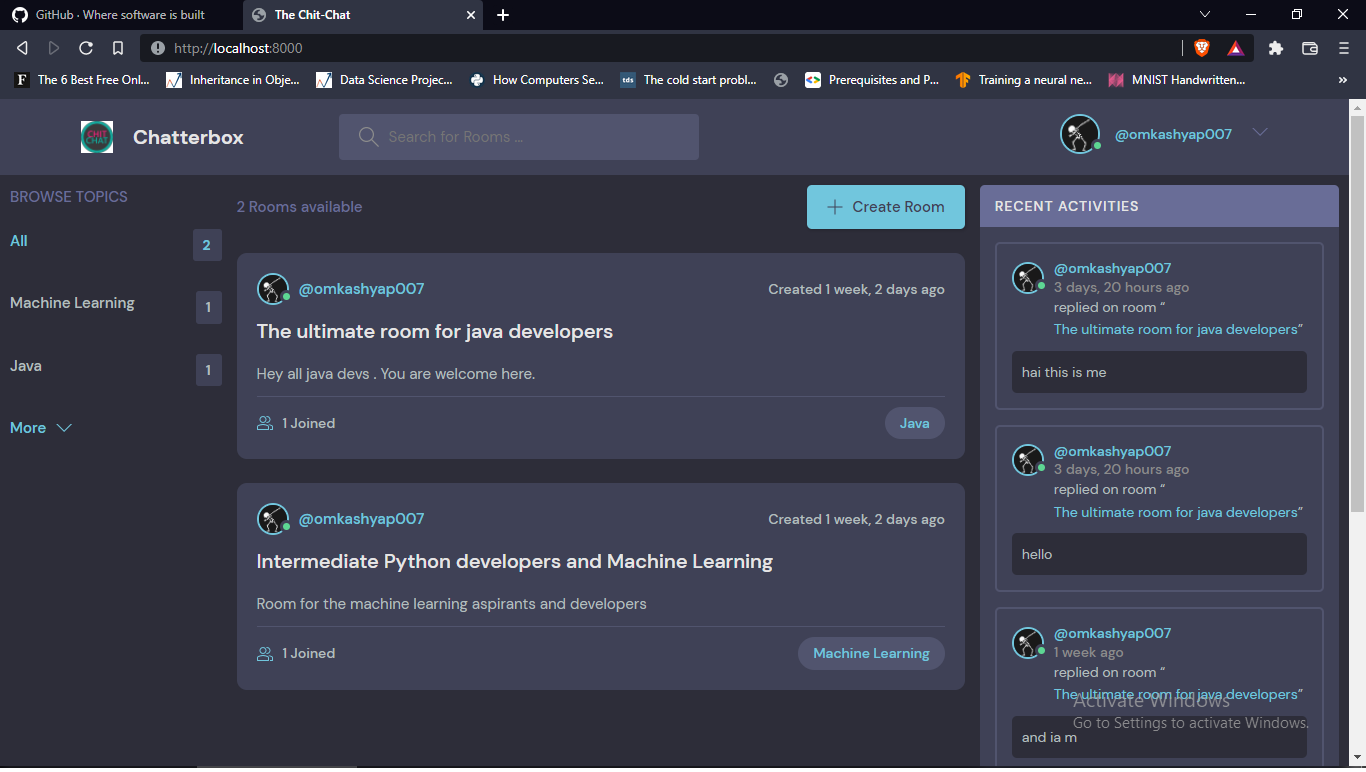 GitHub · Where software is built
The Chit-Chat
http://localhost:8000
The 6 Best Free Onl...
Inheritance in Obje...
Data Science Projec...
How Computers Se...
tds
The cold start probl...
Prerequisites and P...
Training a neural ne...
MNIST Handwritten...
CHIT CHAT
Chatterbox
Search for Rooms ...
@omkashyap007
BROWSE TOPICS
All
2
Machine Learning
1
Java
1
More
2 Rooms available
Create Room
@omkashyap007
Created 1 week, 2 days ago
The ultimate room for java developers
Hey all java devs . You are welcome here.
1 Joined
Java
@omkashyap007
Created 1 week, 2 days ago
Intermediate Python developers and Machine Learning
Room for the machine learning aspirants and developers
1 Joined
Machine Learning
RECENT ACTIVITIES
@omkashyap007
3 days, 20 hours ago
replied on room “
The ultimate room for java developers”
hai this is me
@omkashyap007
3 days, 20 hours ago
replied on room “
The ultimate room for java developers”
hello
@omkashyap007
1 week ago
replied on room “
The ultimate room for java developers”
and ia m
Activate Windows
Go to Settings to activate Windows.